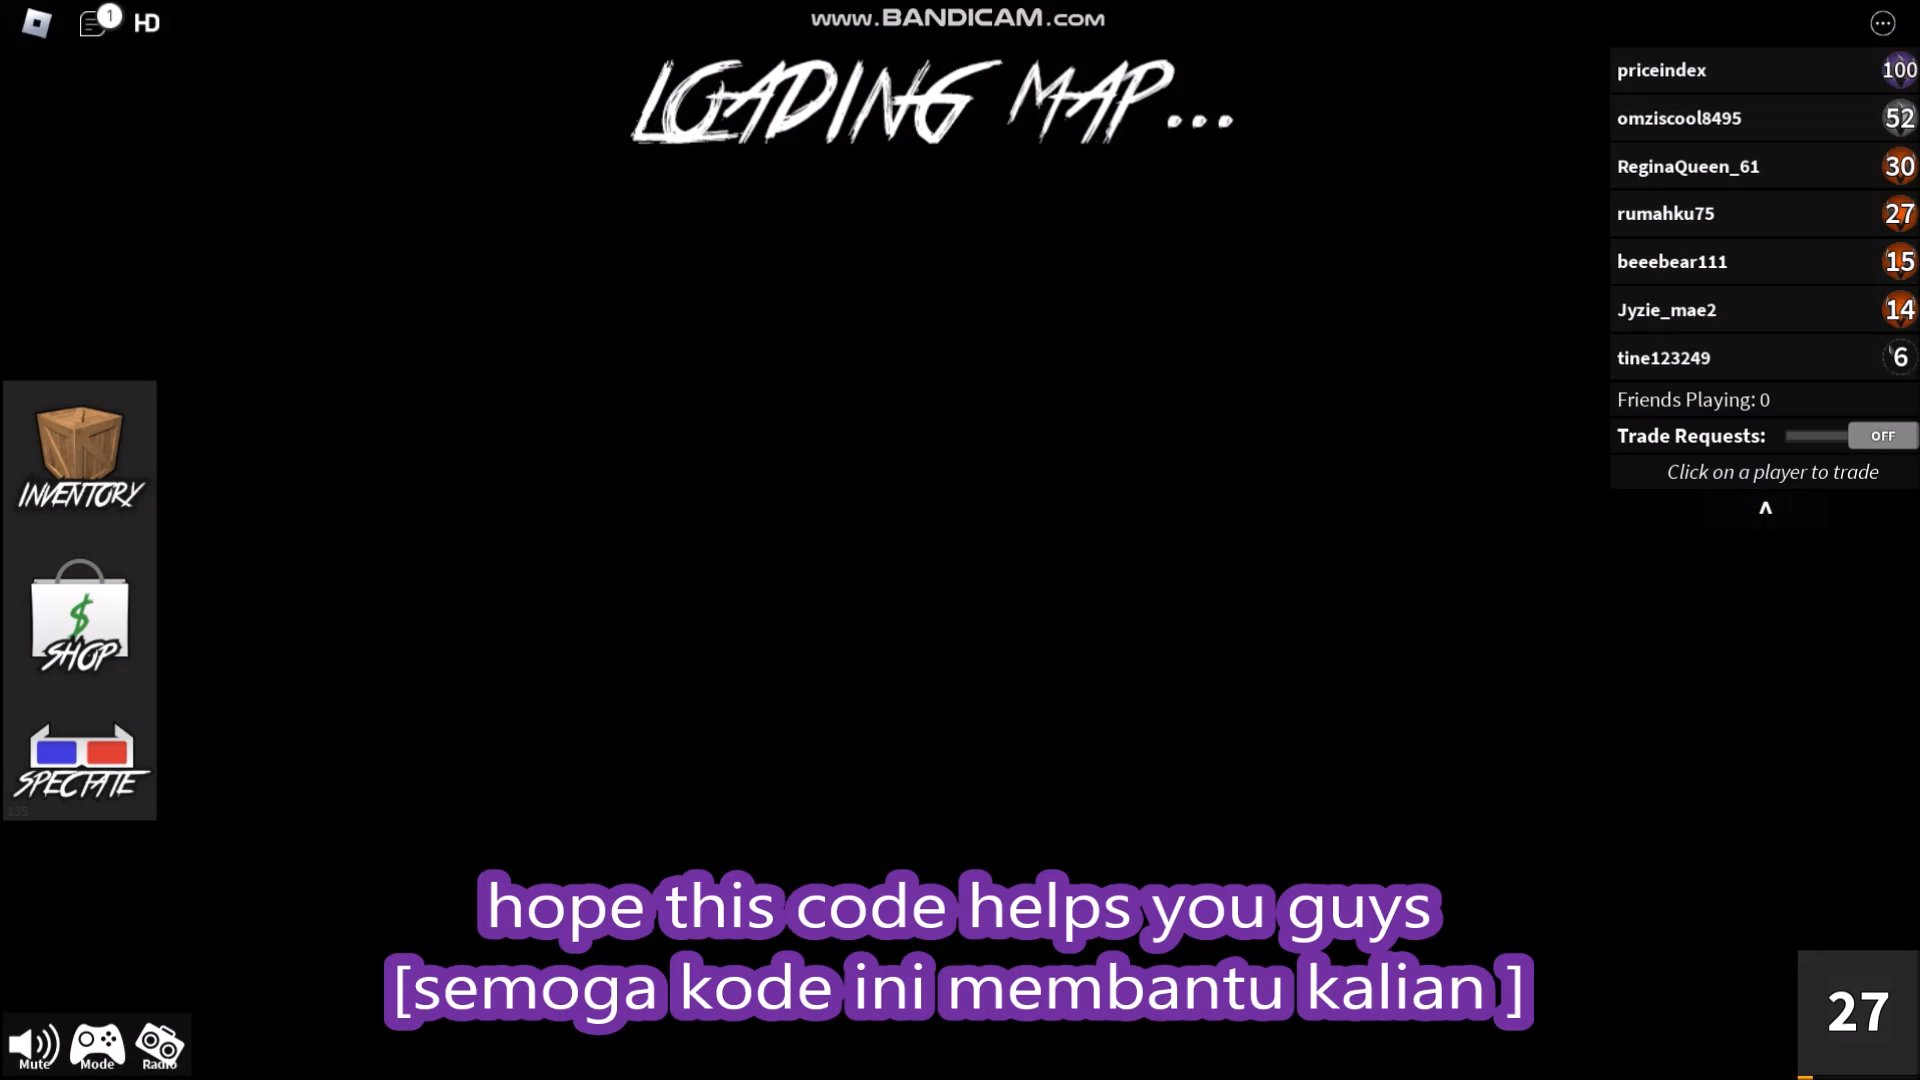 1
HD
www.BANDICAM.com
LOADING MAP...
priceindex 100
omziscool8495 52
ReginaQueen_61 30
rumahku75 27
beeebear111 15
Jyzie_mae2 14
tine123249 6
Friends Playing: 0
Trade Requests: OFF
Click on a player to trade
INVENTORY
$
SHOP
SPECTATE
135
hope this code helps you guys
[semoga kode ini membantu kalian ]
27
Mute Mode Radio